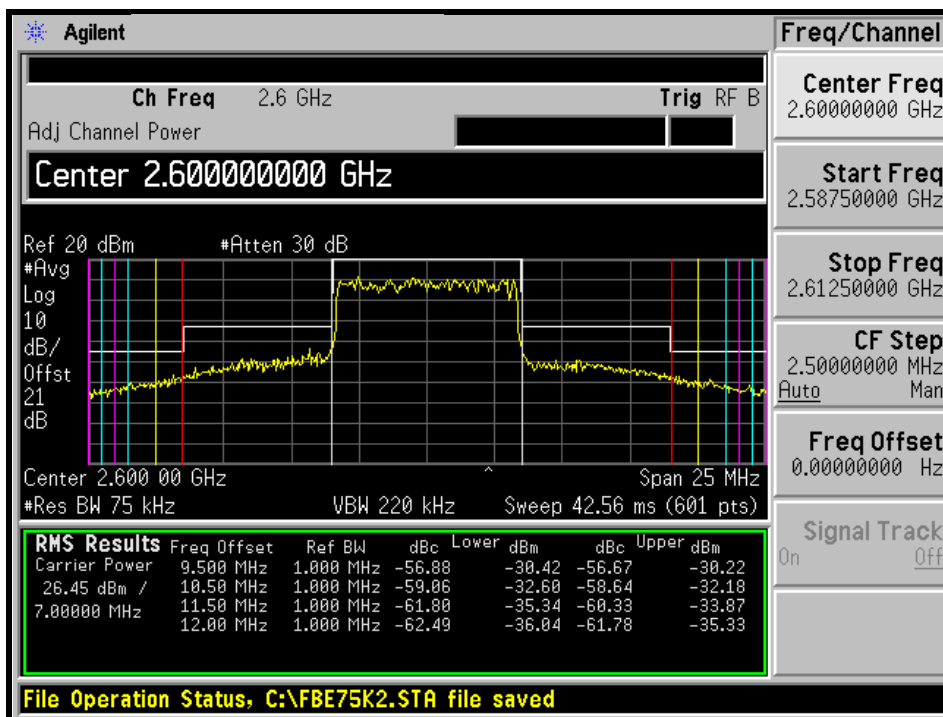 Agilent
Freq/Channel
Ch Freq 2.6 GHz Trig RF B
Adj Channel Power
Center 2.600000000 GHz
Ref 20 dBm #Atten 30 dB
#Avg
Log
10
dB/
Offst
21
dB
Center 2.600 00 GHz Span 25 MHz
#Res BW 75 kHz VBW 220 kHz Sweep 42.56 ms (601 pts)
RMS Results Freq Offset Ref BW dBc Lower dBm dBc Upper dBm
Carrier Power 9.500 MHz 1.000 MHz -56.88 -30.42 -56.67 -30.22
26.45 dBm / 10.50 MHz 1.000 MHz -59.06 -32.60 -58.64 -32.18
7.00000 MHz 11.50 MHz 1.000 MHz -61.80 -35.34 -60.33 -33.87
12.00 MHz 1.000 MHz -62.49 -36.04 -61.78 -35.33
File Operation Status, C:\FBE75K2.STA file saved
Center Freq
2.60000000 GHz
Start Freq
2.58750000 GHz
Stop Freq
2.61250000 GHz
CF Step
2.50000000 MHz
Auto Man
Freq Offset
0.00000000 Hz
Signal Track
On Off